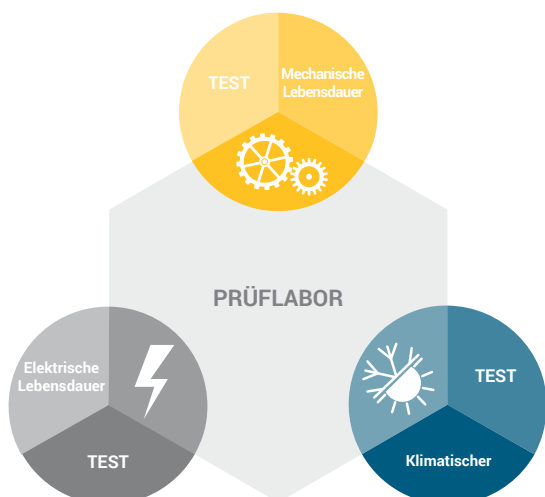 TEST
Mechanische
Lebensdauer
PRÜFLABOR
Elektrische
Lebensdauer
TEST
TEST
Klimatischer